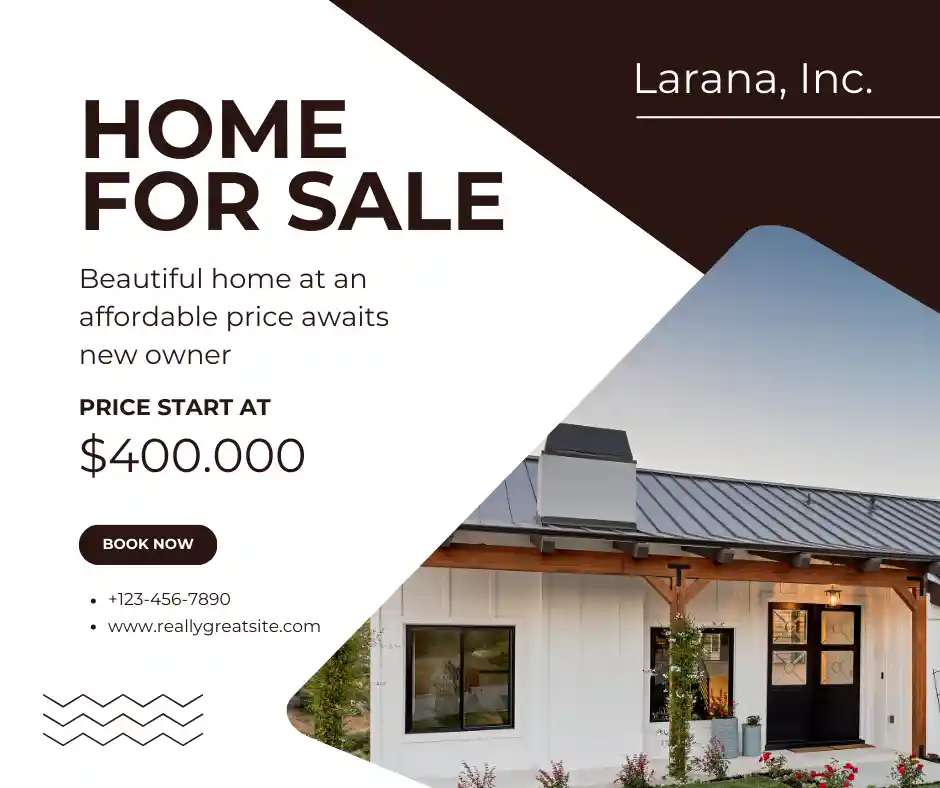 Larana, Inc.
HOME
FOR SALE
Beautiful home at an
affordable price awaits
new owner
PRICE START AT
$400.000
BOOK NOW
• +123-456-7890
• www.reallygreatsite.com